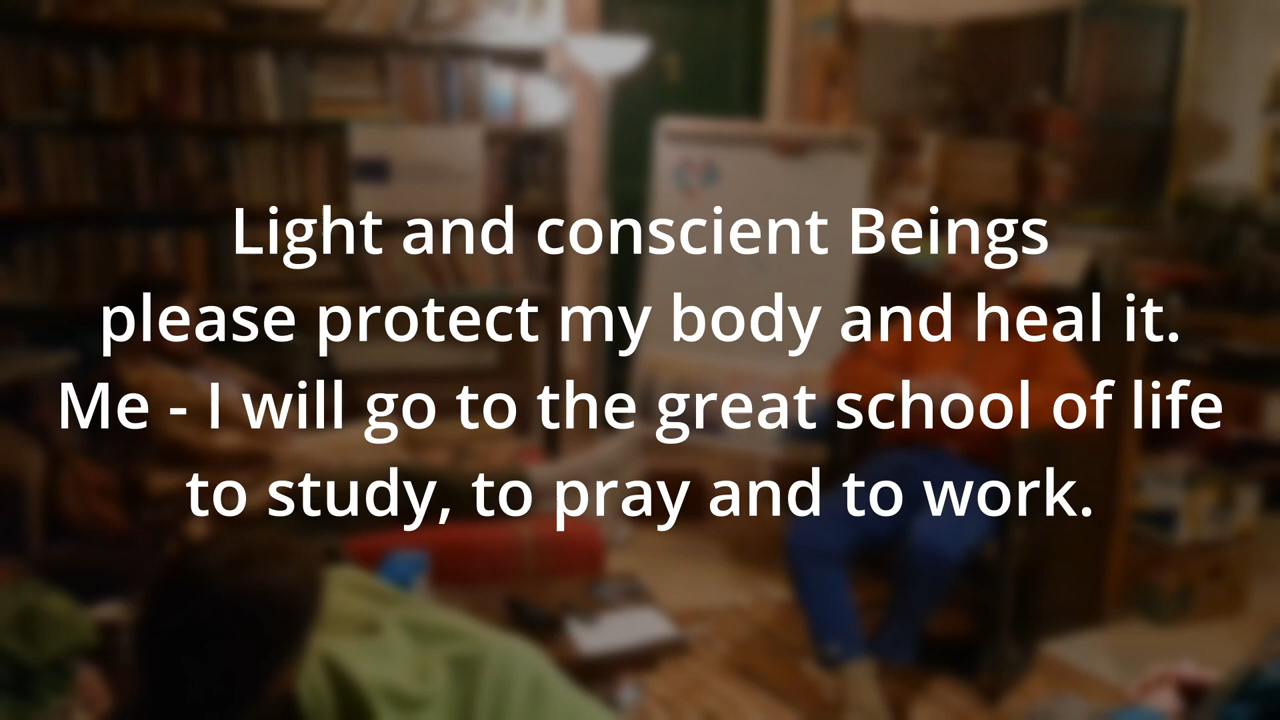 Light and conscient Beings
please protect my body and heal it.
Me - I will go to the great school of life
to study, to pray and to work.